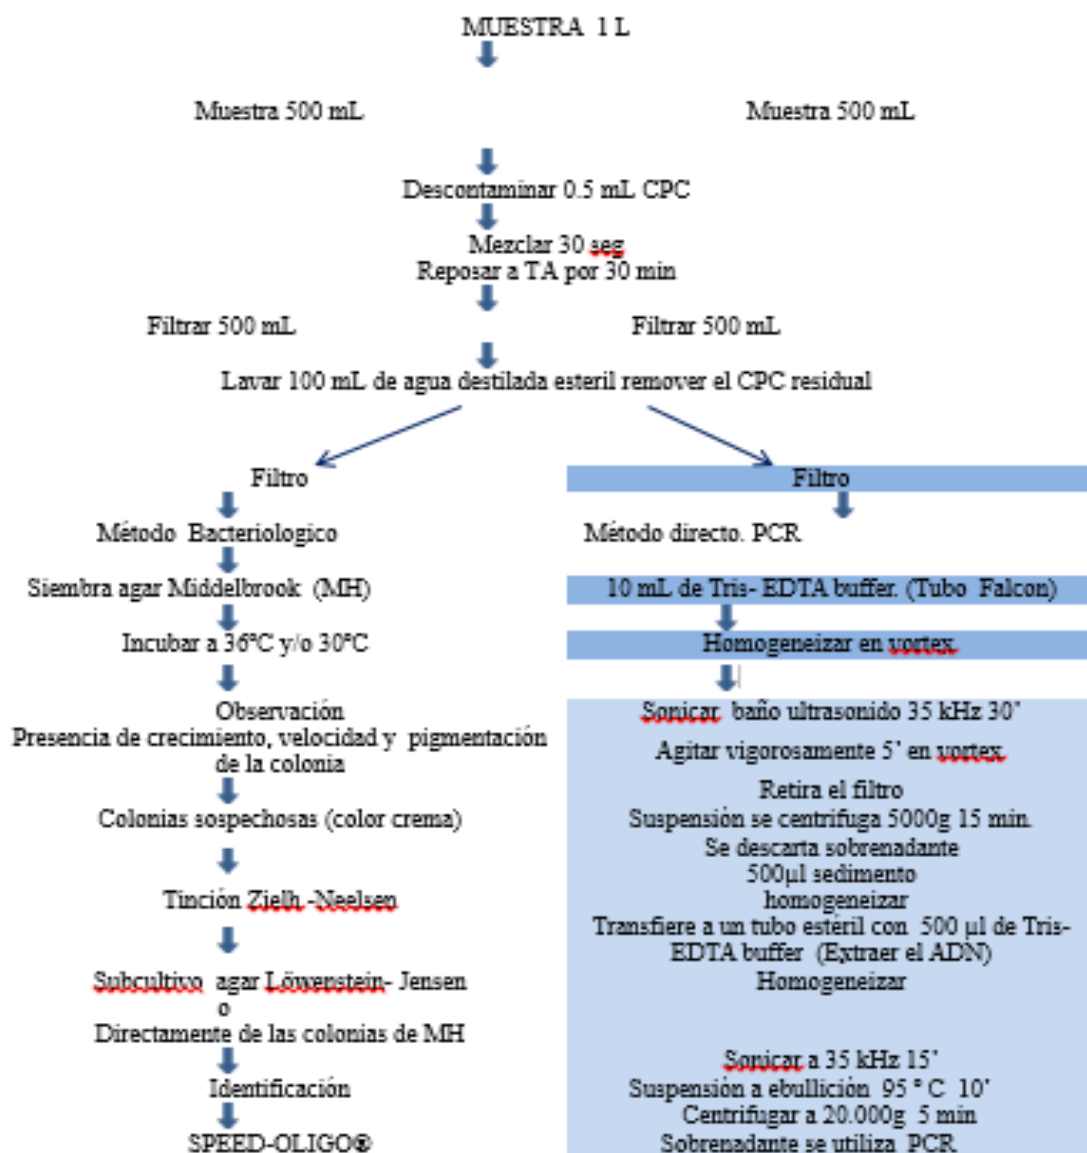 MUESTRA 1 L
Muestra 500 mL
Muestra 500 mL
Descontaminar 0.5 mL CPC
Mezclar 30 seg
Reposar a TA por 30 min
Filtrar 500 mL
Filtrar 500 mL
Lavar 100 mL de agua destilada esteril remover el CPC residual
Filtro
Método Bacteriologico
Siembra agar Middelbrook (MH)
Incubar a 36ºC y/o 30ºC
Observación
Presencia de crecimiento, velocidad y pigmentación
de la colonia
Colonias sospechosas (color crema)
Tinción Zielh.-Neelsen
Subcultivo agar Löwenstein- Jensen
o
Directamente de las colonias de MH
Identificación
SPEED-OLIGO®
Filtro
Método directo. PCR
10 mL de Tris- EDTA buffer. (Tubo Falcon)
Homogeneizar en vortex.
Sonicar. baño ultrasonido 35 kHz 30’
Agitar vigorosamente 5’ en vortex.
Retira el filtro
Suspensión se centrifuga 5000g 15 min.
Se descarta sobrenadante
500µl sedimento
homogeneizar
Transfiere a un tubo estéril con 500 µl de Tris-
EDTA buffer (Extraer el ADN)
Homogeneizar
Sonicar a 35 kHz 15’
Suspensión a ebullición 95 º C 10’
Centrifugar a 20.000g 5 min
Sobrenadante se utiliza PCR